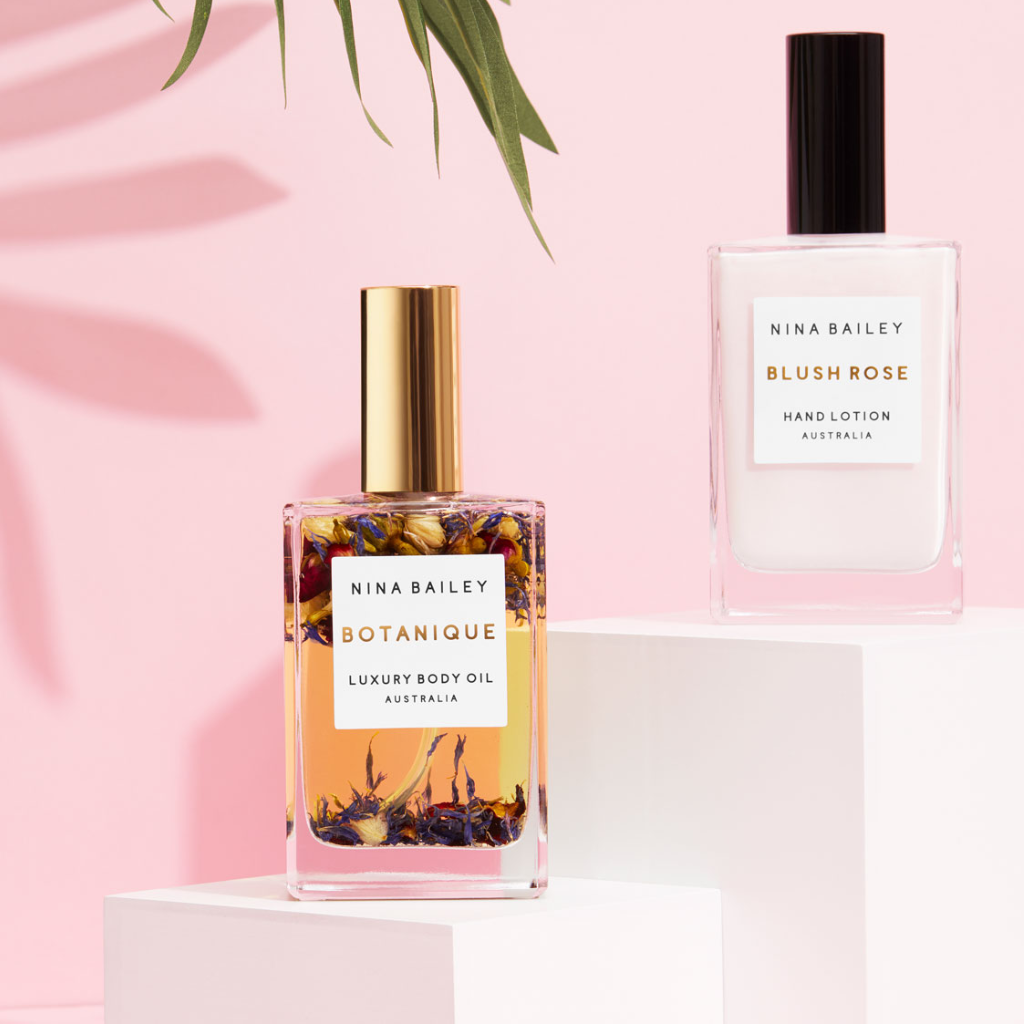 NINA BAILEY
BOTANIQUE
LUXURY BODY OIL
AUSTRALIA
NINA BAILEY
BLUSH ROSE
HAND LOTION
AUSTRALIA